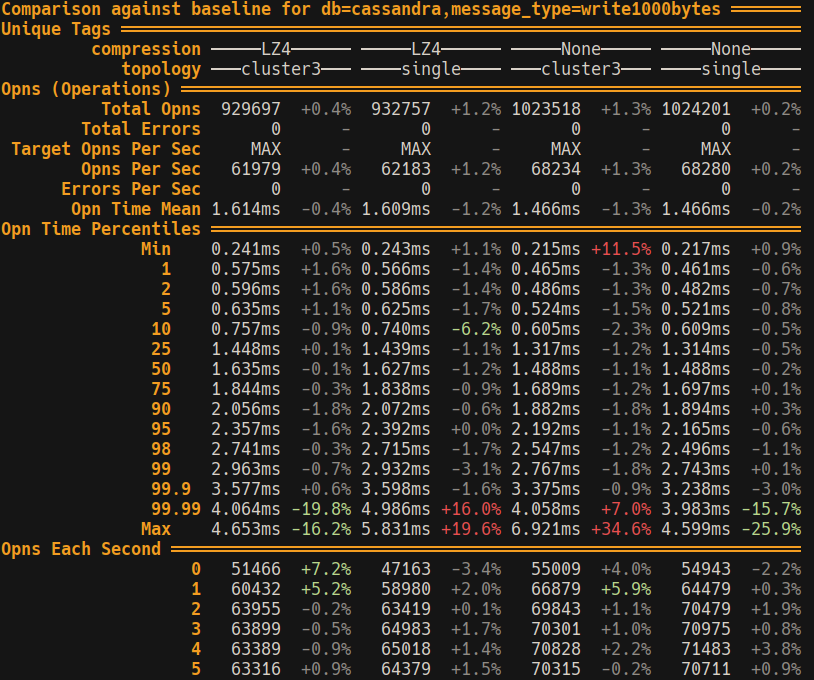 Comparison against baseline for db=cassandra,message_type=write1000bytes
Unique Tags
compression LZ4 LZ4 None None
topology cluster3 single cluster3 single
Opns (Operations)
Total Opns 929697 +0.4% 932757 +1.2% 1023518 +1.3% 1024201 +0.2%
Total Errors 0 - 0 - 0 - 0 -
Target Opns Per Sec MAX - MAX - MAX - MAX -
Opns Per Sec 61979 +0.4% 62183 +1.2% 68234 +1.3% 68280 +0.2%
Errors Per Sec 0 - 0 - 0 - 0 -
Opn Time Mean 1.614ms -0.4% 1.609ms -1.2% 1.466ms -1.3% 1.466ms -0.2%
Opn Time Percentiles
Min 0.241ms +0.5% 0.243ms +1.1% 0.215ms +11.5% 0.217ms +0.9%
1 0.575ms +1.6% 0.566ms -1.4% 0.465ms -1.3% 0.461ms -0.6%
2 0.596ms +1.6% 0.586ms -1.4% 0.486ms -1.3% 0.482ms -0.7%
5 0.635ms +1.1% 0.625ms -1.7% 0.524ms -1.5% 0.521ms -0.8%
10 0.757ms -0.9% 0.740ms -6.2% 0.605ms -2.3% 0.609ms -0.5%
25 1.448ms +0.1% 1.439ms -1.1% 1.317ms -1.2% 1.314ms -0.5%
50 1.635ms -0.1% 1.627ms -1.2% 1.488ms -1.1% 1.488ms -0.2%
75 1.844ms -0.3% 1.838ms -0.9% 1.689ms -1.2% 1.697ms +0.1%
90 2.056ms -1.8% 2.072ms -0.6% 1.882ms -1.8% 1.894ms +0.3%
95 2.357ms -1.6% 2.392ms +0.0% 2.192ms -1.1% 2.165ms -0.6%
98 2.741ms -0.3% 2.715ms -1.7% 2.547ms -1.2% 2.496ms -1.1%
99 2.963ms -0.7% 2.932ms -3.1% 2.767ms -1.8% 2.743ms +0.1%
99.9 3.577ms +0.6% 3.598ms -1.6% 3.375ms -0.9% 3.238ms -3.0%
99.99 4.064ms -19.8% 4.986ms +16.0% 4.058ms +7.0% 3.983ms -15.7%
Max 4.653ms -16.2% 5.831ms +19.6% 6.921ms +34.6% 4.599ms -25.9%
Opns Each Second
0 51466 +7.2% 47163 -3.4% 55009 +4.0% 54943 -2.2%
1 60432 +5.2% 58980 +2.0% 66879 +5.9% 64479 +0.3%
2 63955 -0.2% 63419 +0.1% 69843 +1.1% 70479 +1.9%
3 63899 -0.5% 64983 +1.7% 70301 +1.0% 70975 +0.8%
4 63389 -0.9% 65018 +1.4% 70828 +2.2% 71483 +3.8%
5 63316 +0.9% 64379 +1.5% 70315 -0.2% 70711 +0.9%